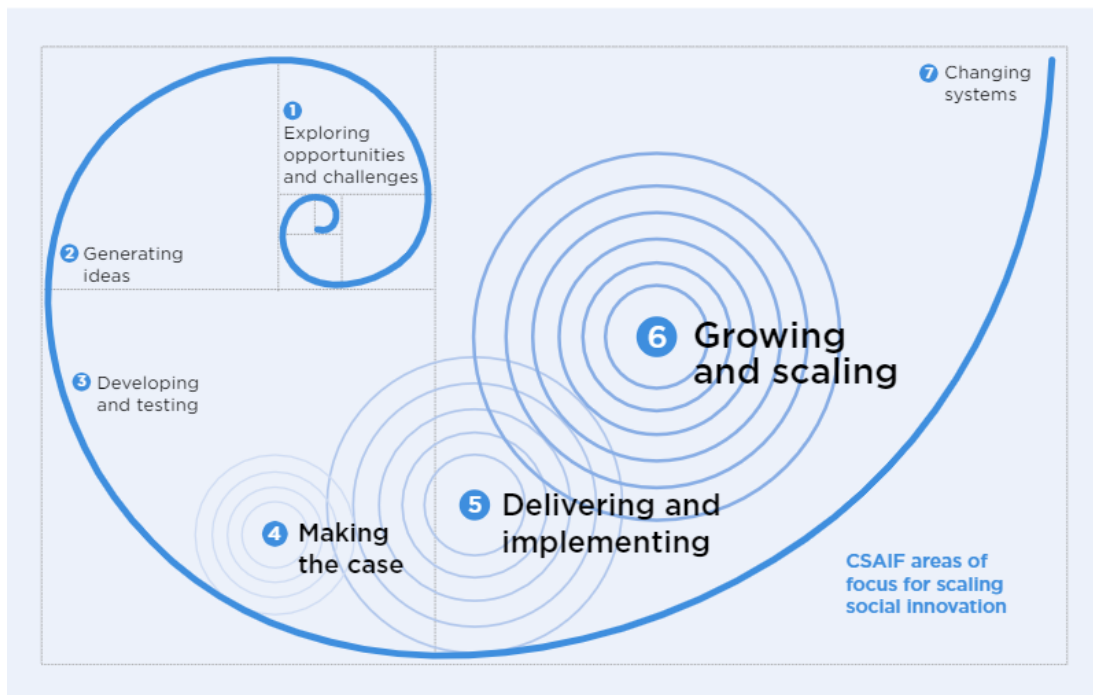 1
Exploring
opportunities
and challenges
2 Generating
ideas
3 Developing
and testing
4 Making
the case
5 Delivering and
implementing
6 Growing
and scaling
7 Changing
systems
CSAIF areas of
focus for scaling
social innovation